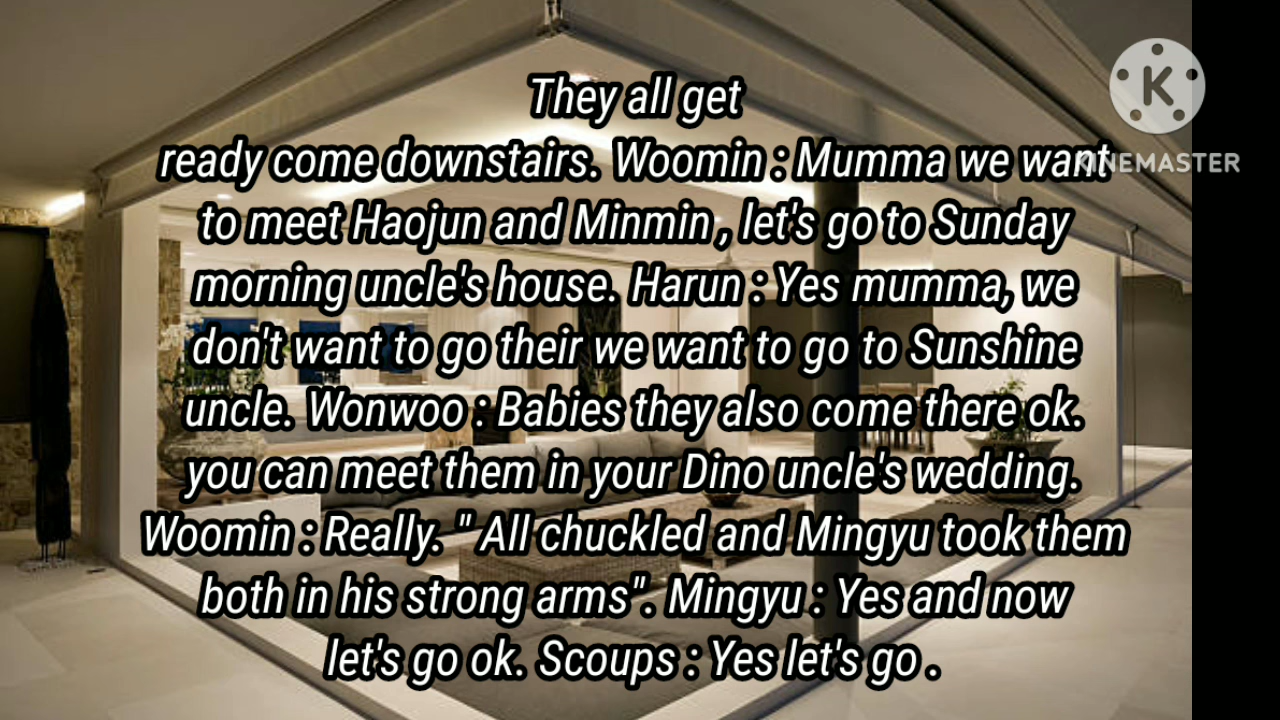 They all get
ready come downstairs. Woomin : Mumma we want
to meet Haojun and Minmin , let's go to Sunday
morning uncle's house. Harun : Yes mumma, we
don't want to go their we want to go to Sunshine
uncle. Wonwoo : Babies they also come there ok.
you can meet them in your Dino uncle's wedding.
Woomin : Really. " All chuckled and Mingyu took them
both in his strong arms". Mingyu : Yes and now
let's go ok. Scoups : Yes let's go .
K
KINEMASTER